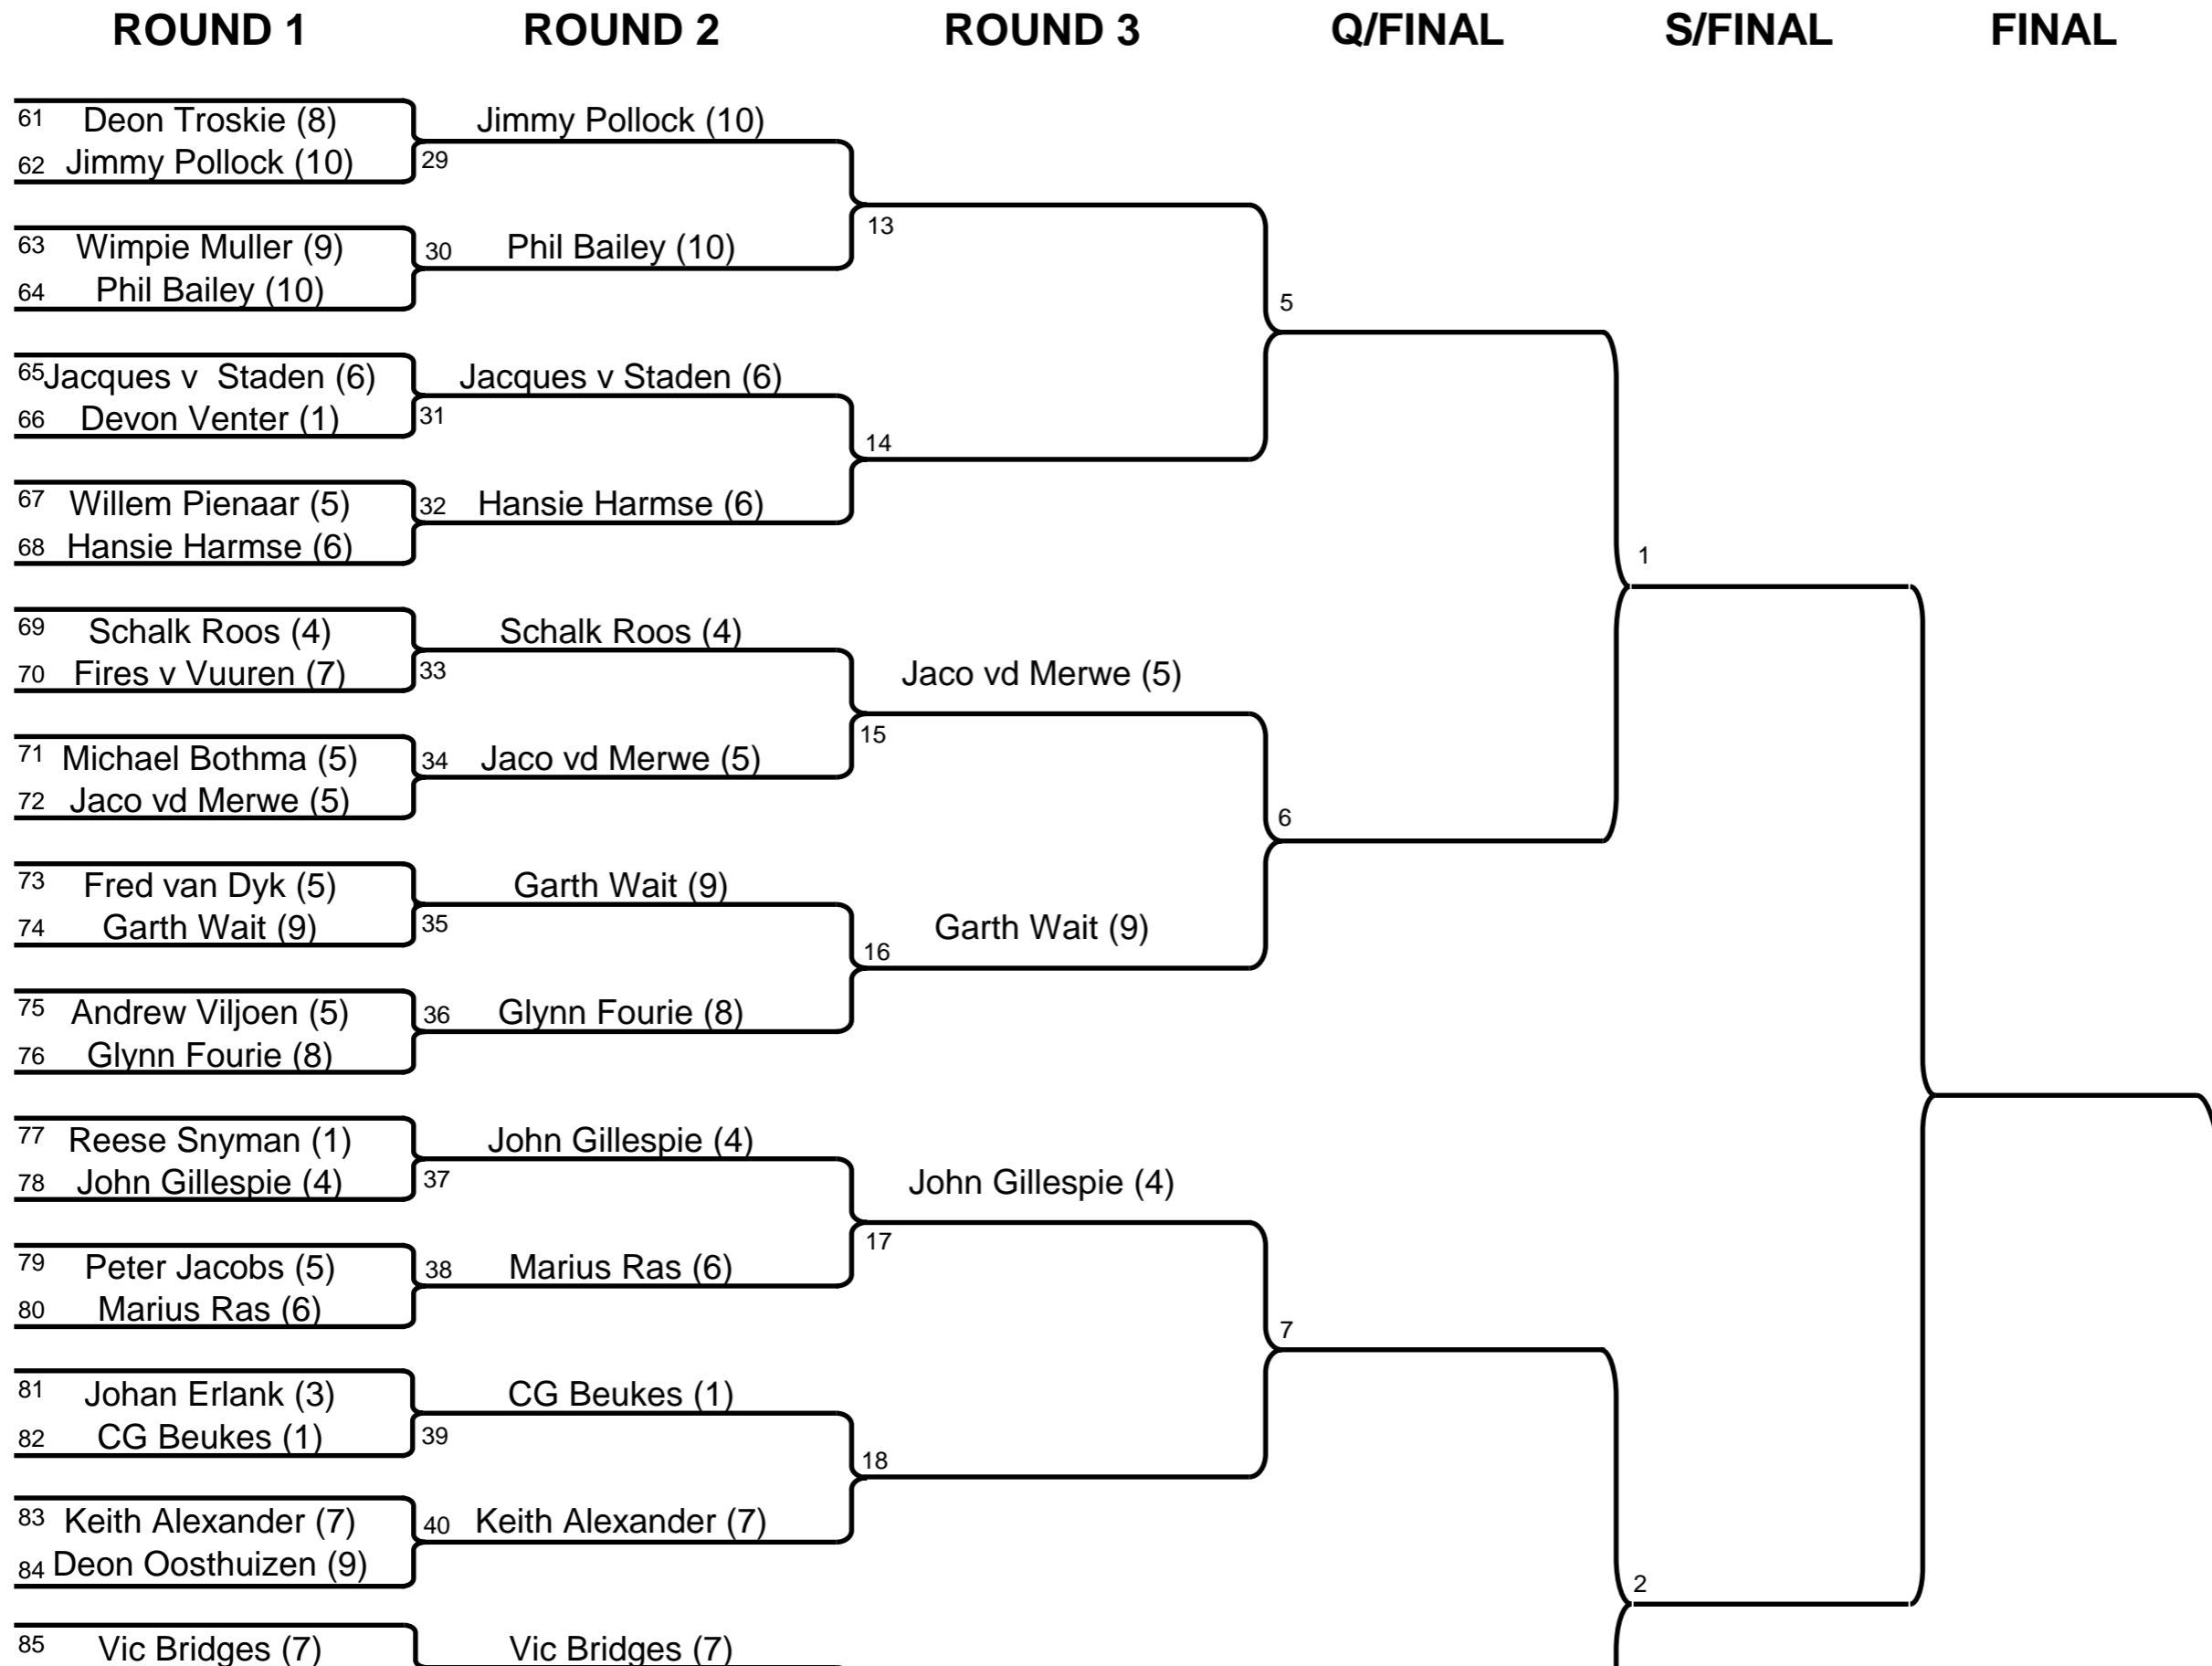 ROUND 1 ROUND 2 ROUND 3 Q/FINAL S/FINAL FINAL
61 Deon Troskie (8) Jimmy Pollock (10)
62 Jimmy Pollock (10) 29
13
63 Wimpie Muller (9) 30 Phil Bailey (10)
64 Phil Bailey (10)
5
65 Jacques v Staden (6) Jacques v Staden (6)
66 Devon Venter (1) 31
14
67 Willem Pienaar (5) 32 Hansie Harmse (6)
68 Hansie Harmse (6)
1
69 Schalk Roos (4) Schalk Roos (4)
70 Fires v Vuuren (7) 33 Jaco vd Merwe (5)
15
71 Michael Bothma (5) 34 Jaco vd Merwe (5)
72 Jaco vd Merwe (5)
6
73 Fred van Dyk (5) Garth Wait (9)
74 Garth Wait (9) 35 Garth Wait (9)
16
75 Andrew Viljoen (5) 36 Glynn Fourie (8)
76 Glynn Fourie (8)
77 Reese Snyman (1) John Gillespie (4)
78 John Gillespie (4) 37 John Gillespie (4)
17
79 Peter Jacobs (5) 38 Marius Ras (6)
80 Marius Ras (6)
7
81 Johan Erlank (3) CG Beukes (1)
82 CG Beukes (1) 39
18
83 Keith Alexander (7) 40 Keith Alexander (7)
84 Deon Oosthuizen (9)
2
85 Vic Bridges (7) Vic Bridges (7)